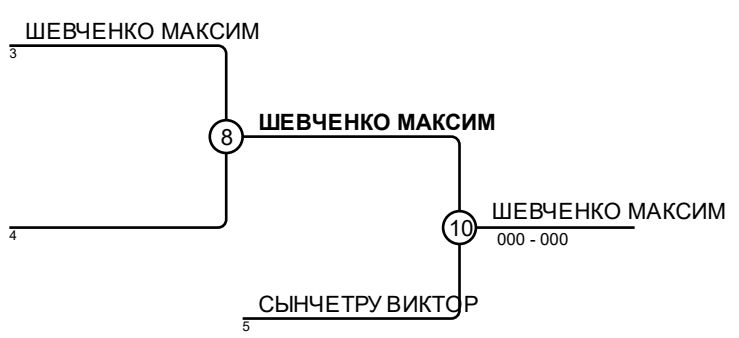 ШЕВЧЕНКО МАКСИМ
3
8
ШЕВЧЕНКО МАКСИМ
4
10
ШЕВЧЕНКО МАКСИМ
000 - 000
СЫНЧЕТРУ ВИКТОР
5